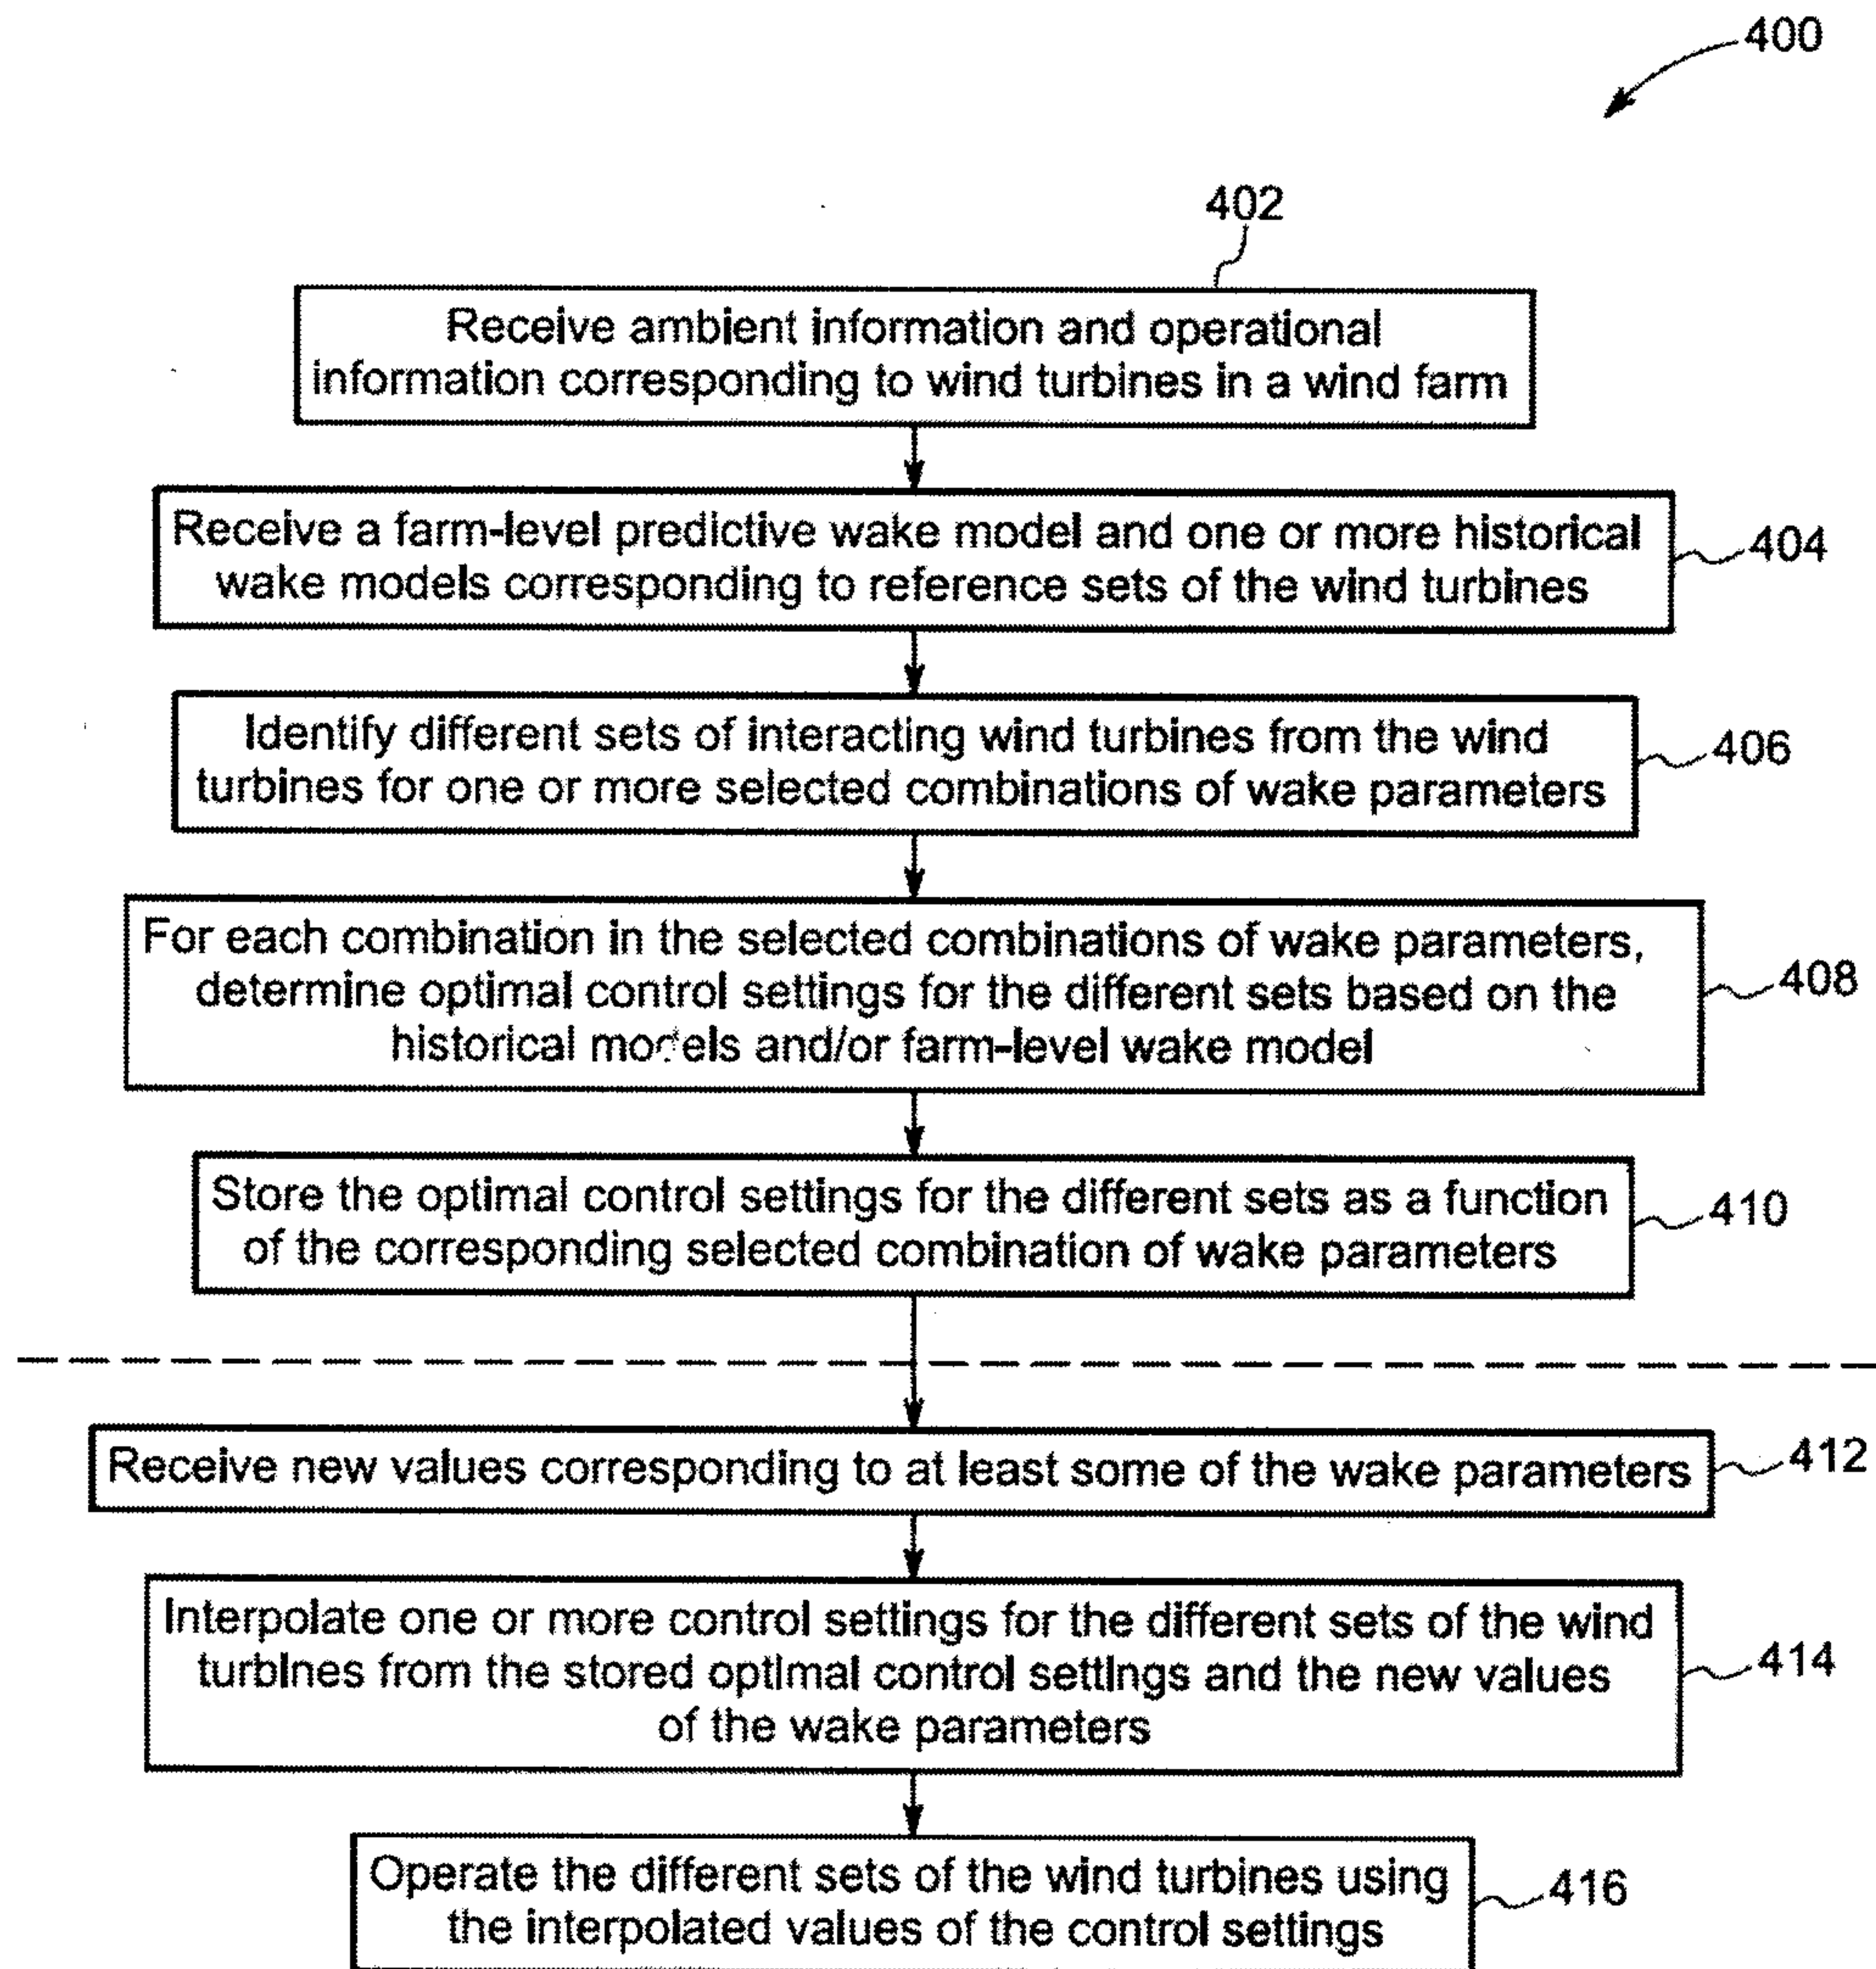 400
402
Receive ambient information and operational
information corresponding to wind turbines in a wind farm
Receive a farm-level predictive wake model and one or more historical
wake models corresponding to reference sets of the wind turbines
404
Identify different sets of interacting wind turbines from the wind
turbines for one or more selected combinations of wake parameters
406
For each combination in the selected combinations of wake parameters,
determine optimal control settings for the different sets based on the
historical models and/or farm-level wake model
408
Store the optimal control settings for the different sets as a function
of the corresponding selected combination of wake parameters
410
Receive new values corresponding to at least some of the wake parameters
412
Interpolate one or more control settings for the different sets of the wind
turbines from the stored optimal control settings and the new values
of the wake parameters
414
Operate the different sets of the wind turbines using
the interpolated values of the control settings
416